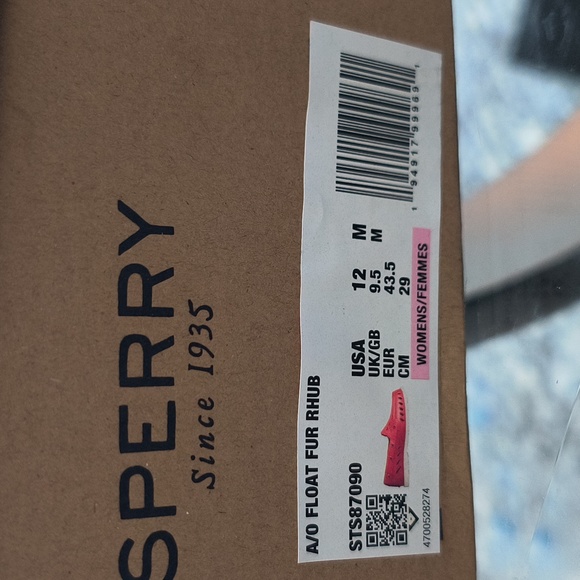 SPERRY
Since 1935
A/O FLOAT FUR RHUB
STS87090
USA 12 M
UK/GB 9.5 M
EUR 43.5
CM 29
WOMENS/FEMMES
4700528274